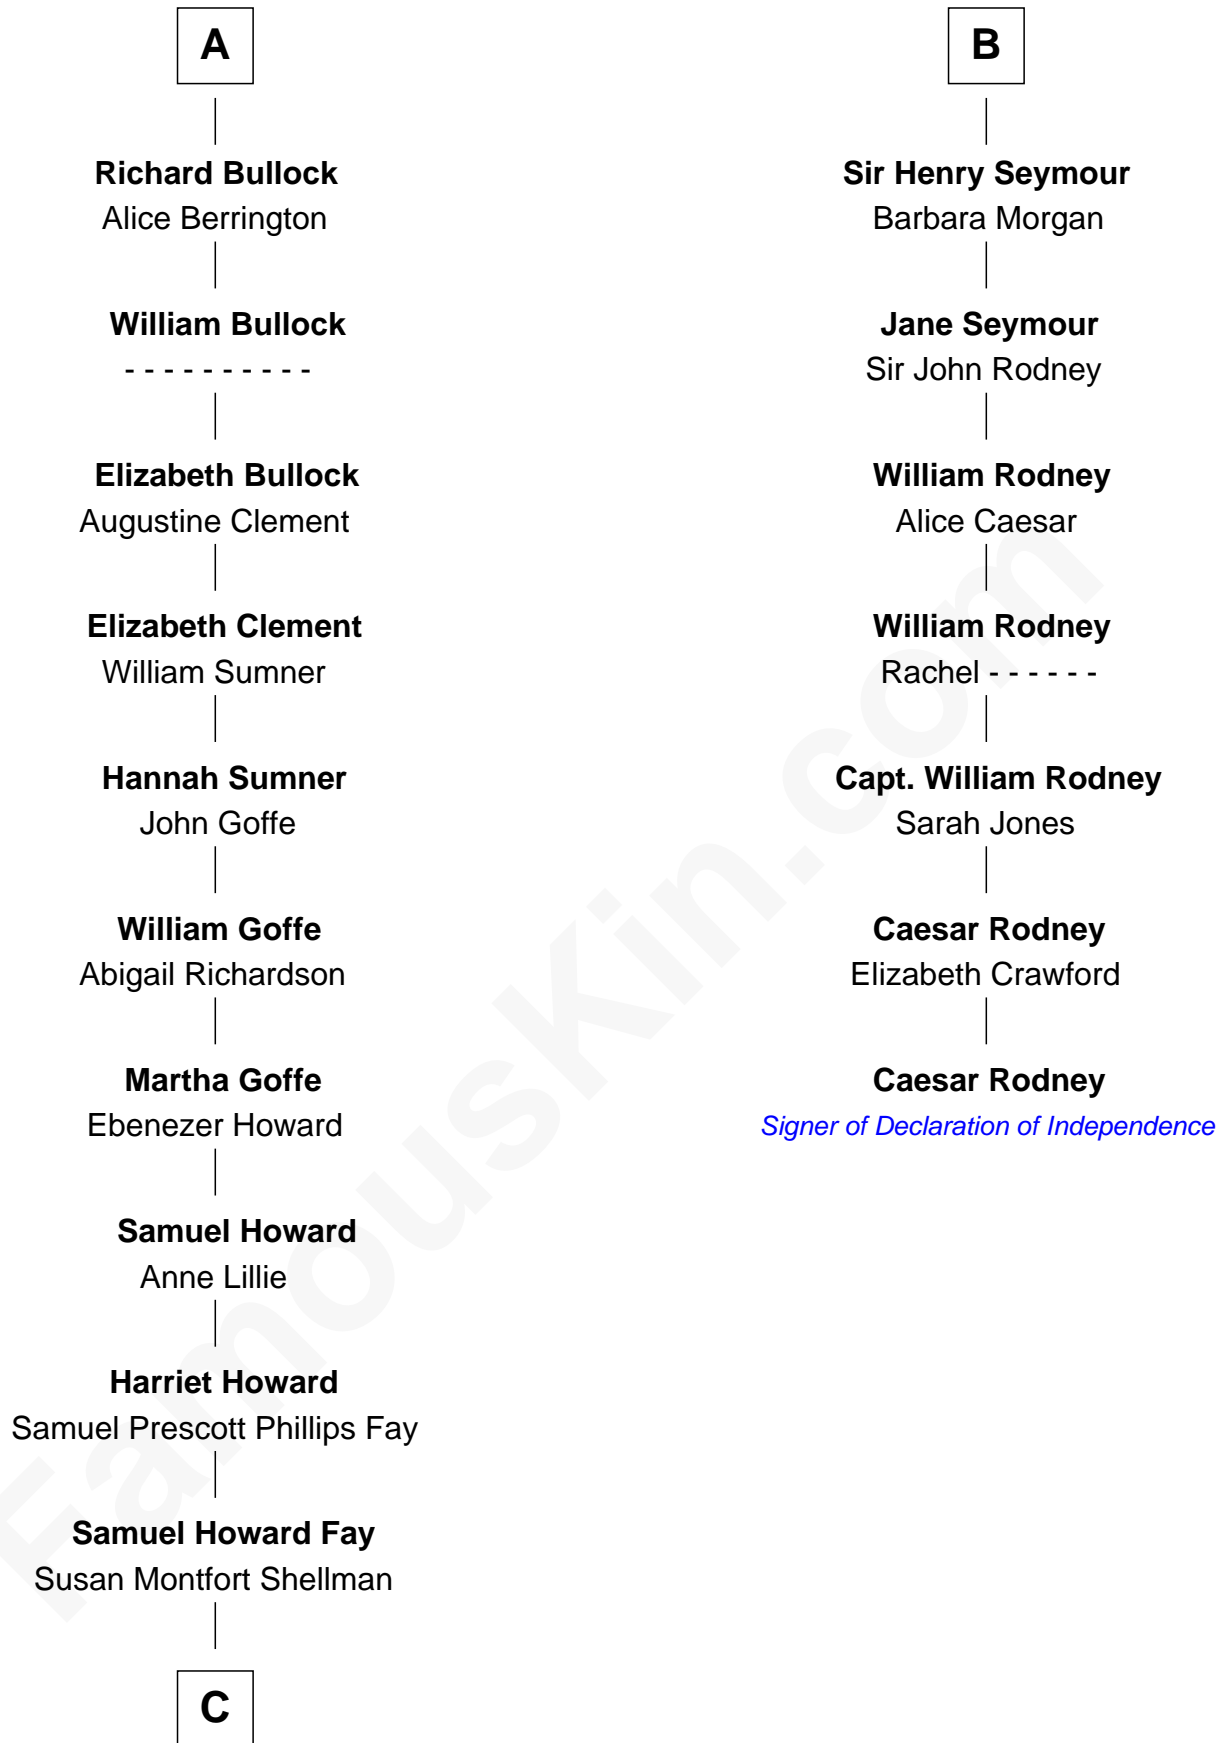 A
Richard Bullock
Alice Berrington
William Bullock
- - - - - - - - - -
Elizabeth Bullock
Augustine Clement
Elizabeth Clement
William Sumner
Hannah Sumner
John Goffe
William Goffe
Abigail Richardson
Martha Goffe
Ebenezer Howard
Samuel Howard
Anne Lillie
Harriet Howard
Samuel Prescott Phillips Fay
Samuel Howard Fay
Susan Montfort Shellman
C
B
Sir Henry Seymour
Barbara Morgan
Jane Seymour
Sir John Rodney
William Rodney
Alice Caesar
William Rodney
Rachel - - - - - -
Capt. William Rodney
Sarah Jones
Caesar Rodney
Elizabeth Crawford
Caesar Rodney
Signer of Declaration of Independence
FamousKin.com